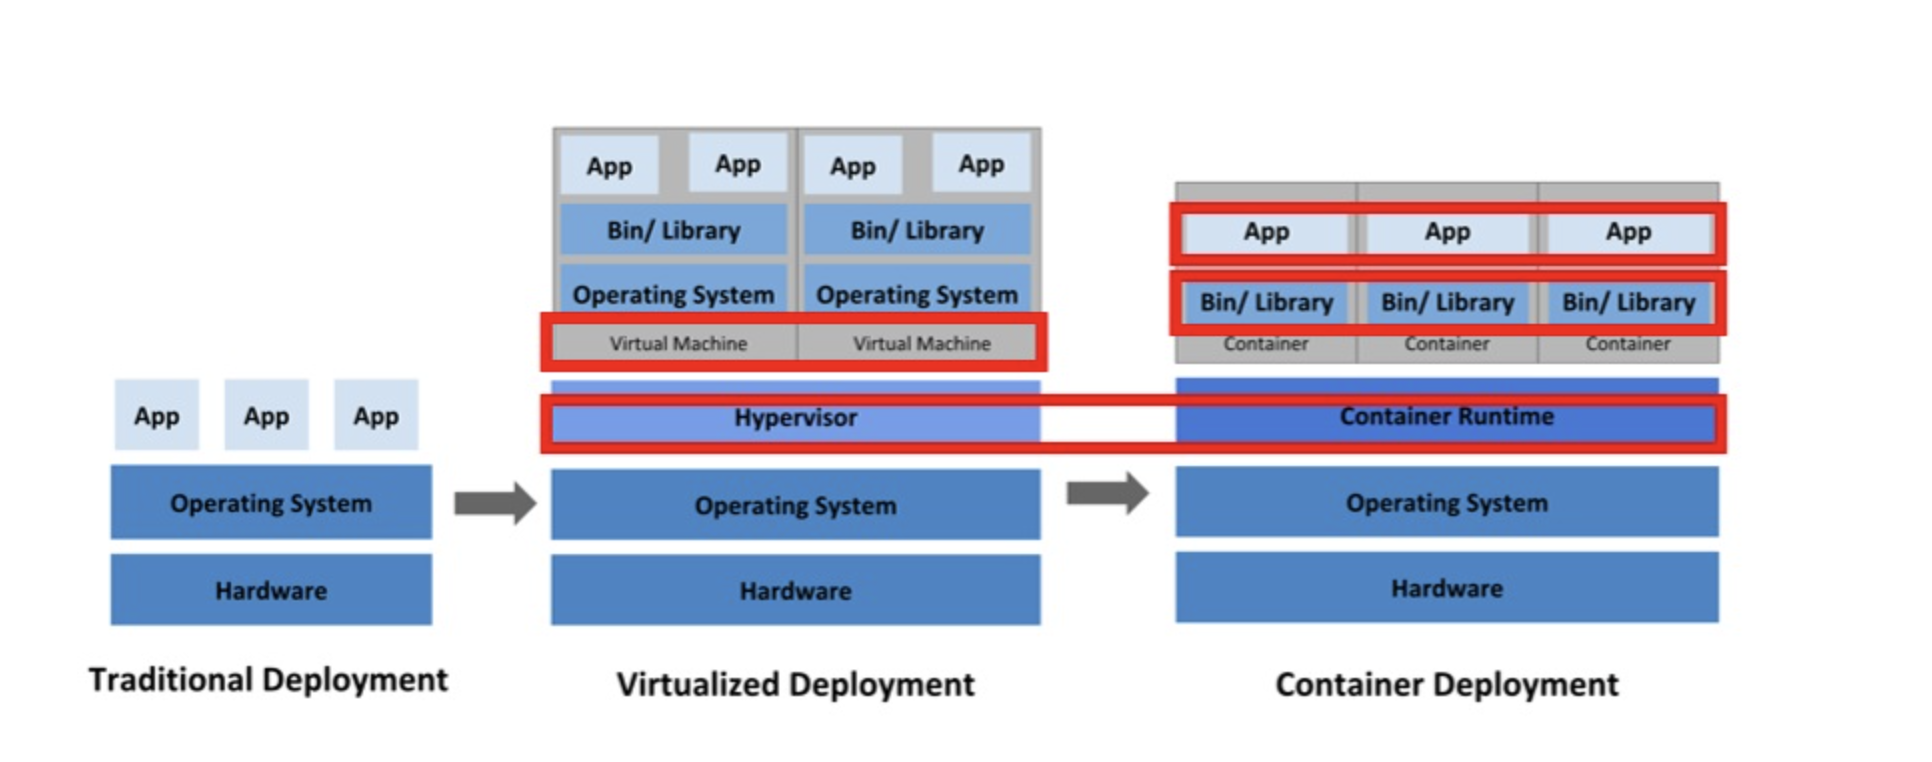 App App App
Operating System
Hardware
Traditional Deployment
App App App App
Bin/ Library Bin/ Library
Operating System Operating System
Virtual Machine Virtual Machine
Hypervisor
Operating System
Hardware
Virtualized Deployment
App App App
Bin/ Library Bin/ Library Bin/ Library
Container Container Container
Container Runtime
Operating System
Hardware
Container Deployment